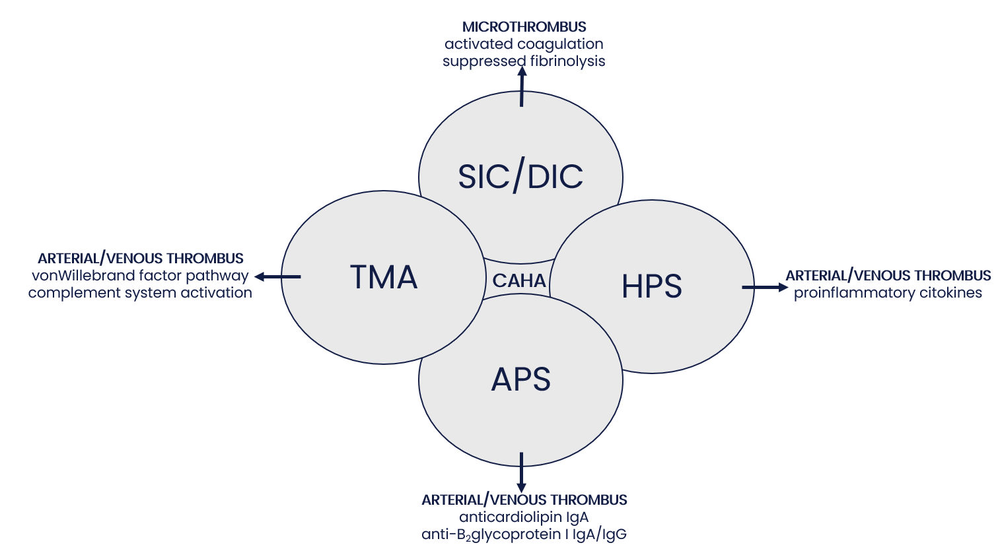 MICROTHROMBUS
activated coagulation
suppressed fibrinolysis
SIC/DIC
ARTERIAL/VENOUS THROMBUS
vonWillebrand factor pathway
complement system activation
TMA
CAHA
HPS
ARTERIAL/VENOUS THROMBUS
proinflammatory citokines
APS
ARTERIAL/VENOUS THROMBUS
anticardiolipin IgA
anti-B₂glycoprotein I IgA/IgG